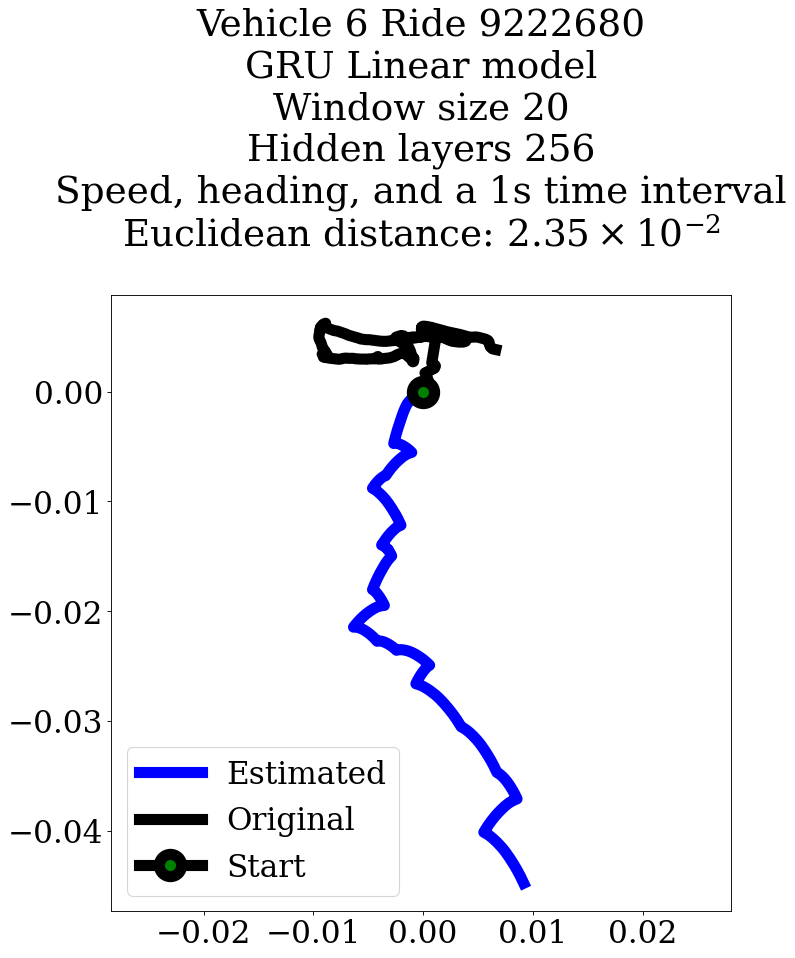 Vehicle 6 Ride 9222680
GRU Linear model
Window size 20
Hidden layers 256
Speed, heading, and a 1s time interval
Euclidean distance: 2.35 × 10⁻²
0.00
−0.01
−0.02
−0.03
−0.04
Estimated
Original
Start
−0.02
−0.01
0.00
0.01
0.02